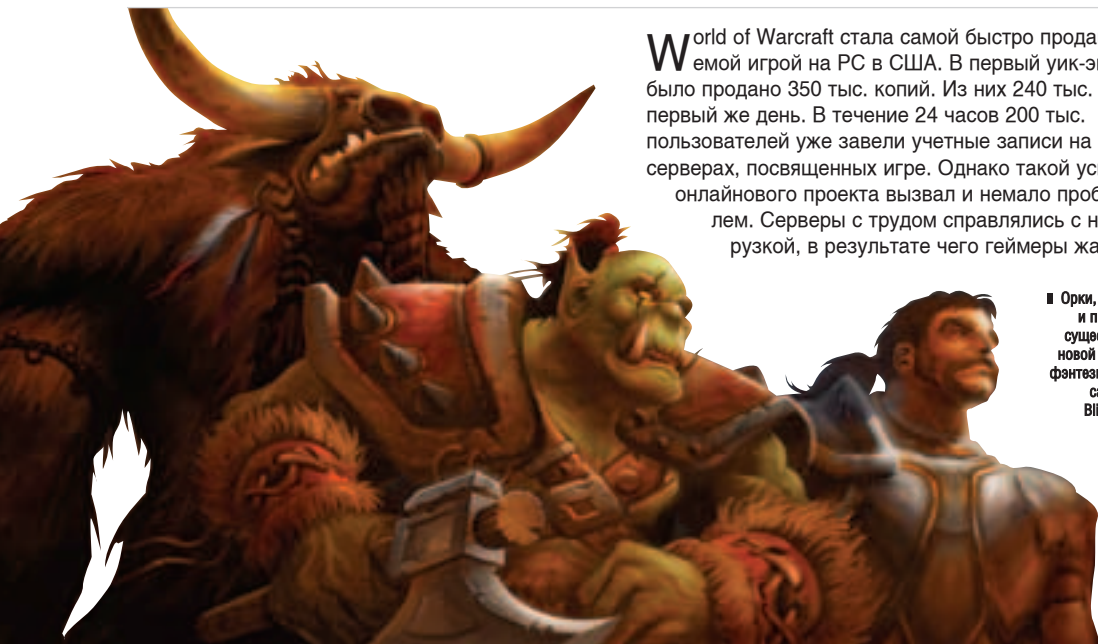 World of Warcraft стала самой быстро прода
емой игрой на PC в США. В первый уик-э
было продано 350 тыс. копий. Из них 240 тыс.
первый же день. В течение 24 часов 200 тыс.
пользователей уже завели учетные записи на
серверах, посвященных игре. Однако такой ус
онлайнового проекта вызвал и немало проб
лем. Серверы с трудом справлялись с н
рузкой, в результате чего геймеры жа
Орки,
и п
суще
новой
фэнтези
са
Bli